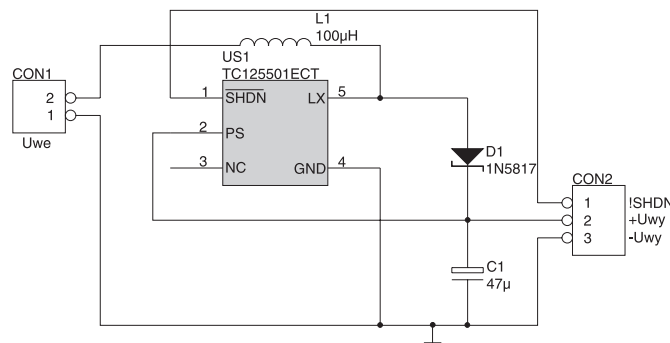 L1
100µH
US1
TC125501ECT
CON1
2
1
Uwe
1
SHDN
LX
5
2
PS
3
NC
GND
4
D1
1N5817
CON2
1
!SHDN
2
+Uwy
3
-Uwy
C1
47µ